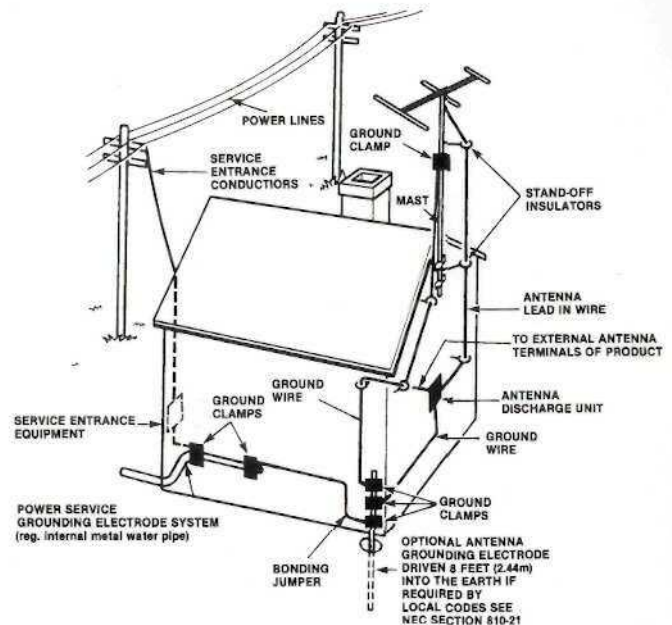 POWER LINES
GROUND
CLAMP
SERVICE
ENTRANCE
CONDUCTIORS
MAST
STAND-OFF
INSULATORS
ANTENNA
LEAD IN WIRE
TO EXTERNAL ANTENNA
TERMINALS OF PRODUCT
GROUND
WIRE
GROUND
CLAMPS
ANTENNA
DISCHARGE UNIT
SERVICE ENTRANCE
EQUIPMENT
GROUND
WIRE
POWER SERVICE
GROUNDING ELECTRODE SYSTEM
(reg. internal metal water pipe)
GROUND
CLAMPS
BONDING
JUMPER
OPTIONAL ANTENNA
GROUNDING ELECTRODE
DRIVEN 8 FEET (2.44m)
INTO THE EARTH IF
REQUIRED BY
LOCAL CODES SEE
NEC SECTION 810-21